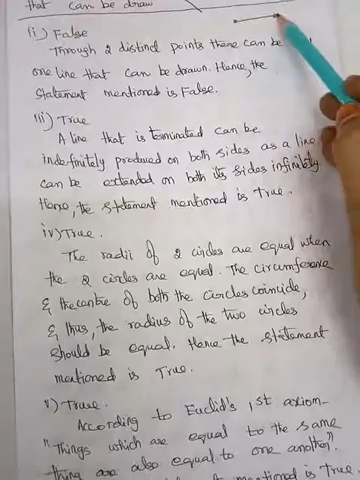 that can be draw
(ii) False
Through 2 distinct points there can be
one line that can be drawn. Hence, the
statement mentioned is False.
iii) True
A line that is terminated can be
indefinitely produced on both sides as a line
can be extended on both its sides infinitely
Hence, the statement mentioned is True.
iv) True.
The radii of 2 circles are equal when
the 2 circles are equal. The circumference
& the centre of both the circles coincide,
& thus, the radius of the two circles
should be equal. Hence the statement
mentioned is True.
v) True.
According to Euclid's 1st axiom-
"Things which are equal to the same
thing are also equal to one another".
mentioned is True.